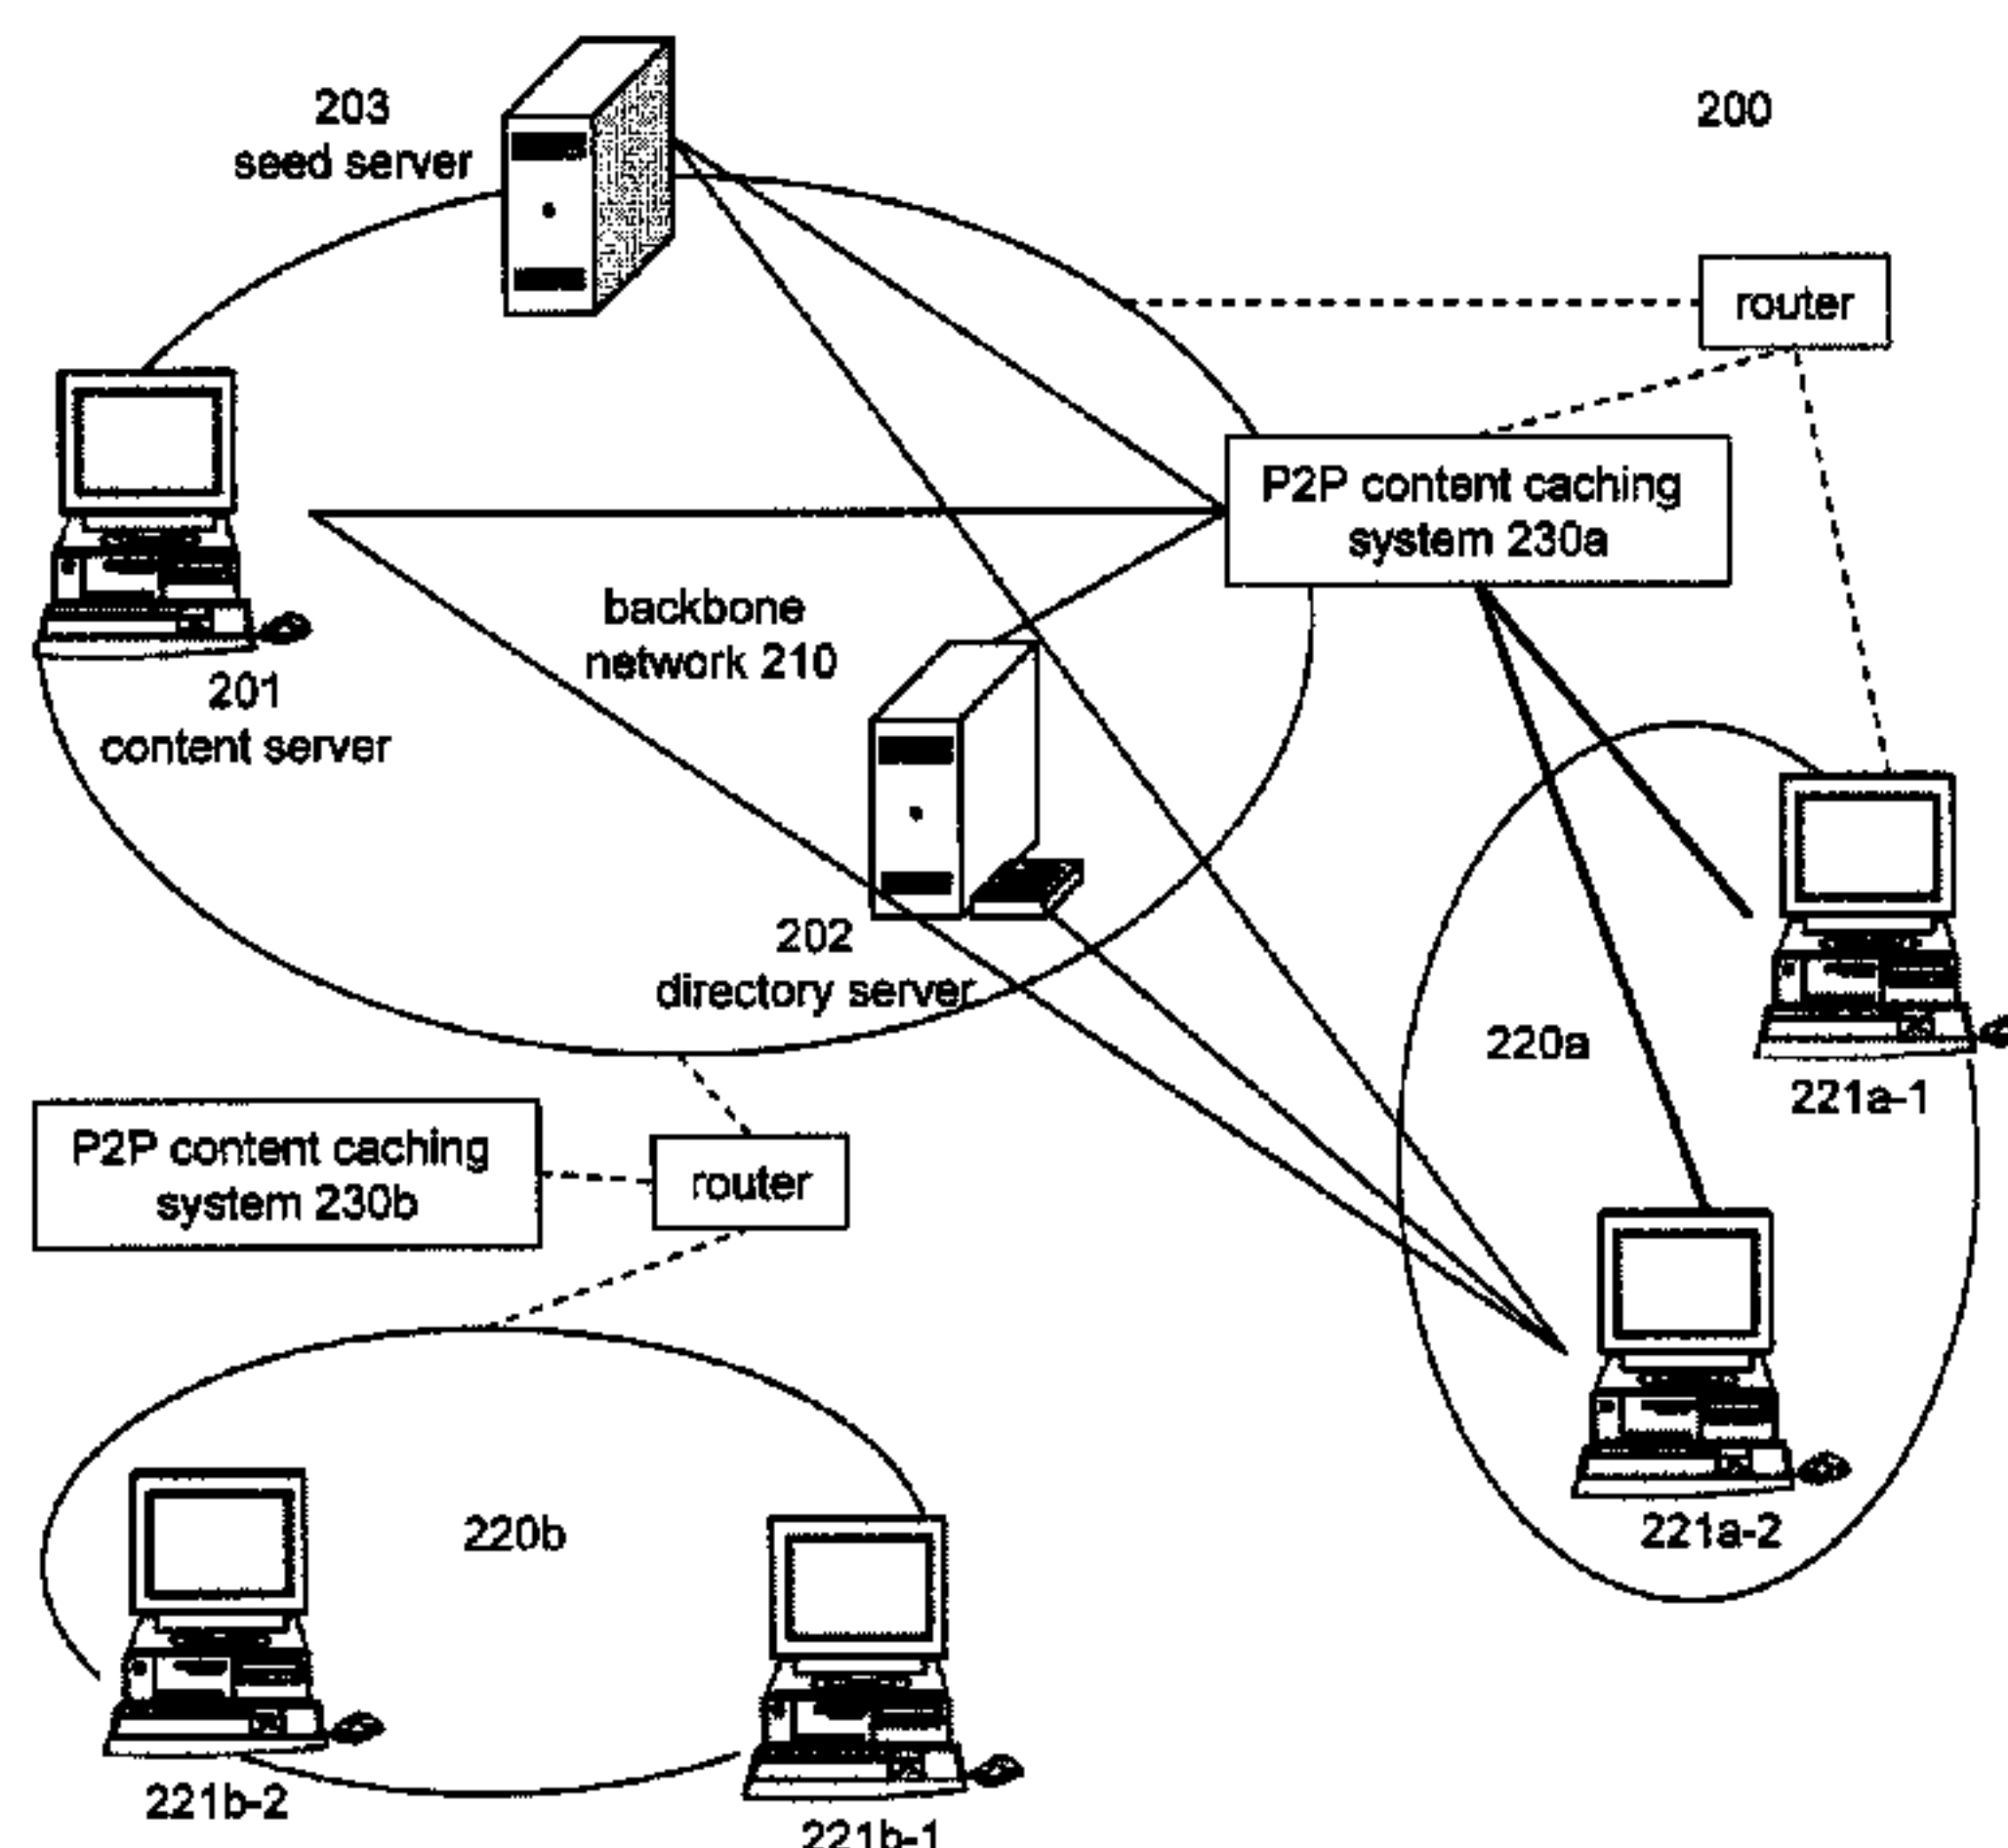 203
seed server
200
router
P2P content caching
system 230a
backbone
network 210
201
content server
202
directory server
220a
221a-1
P2P content caching
system 230b
router
221a-2
220b
221b-2
221b-1